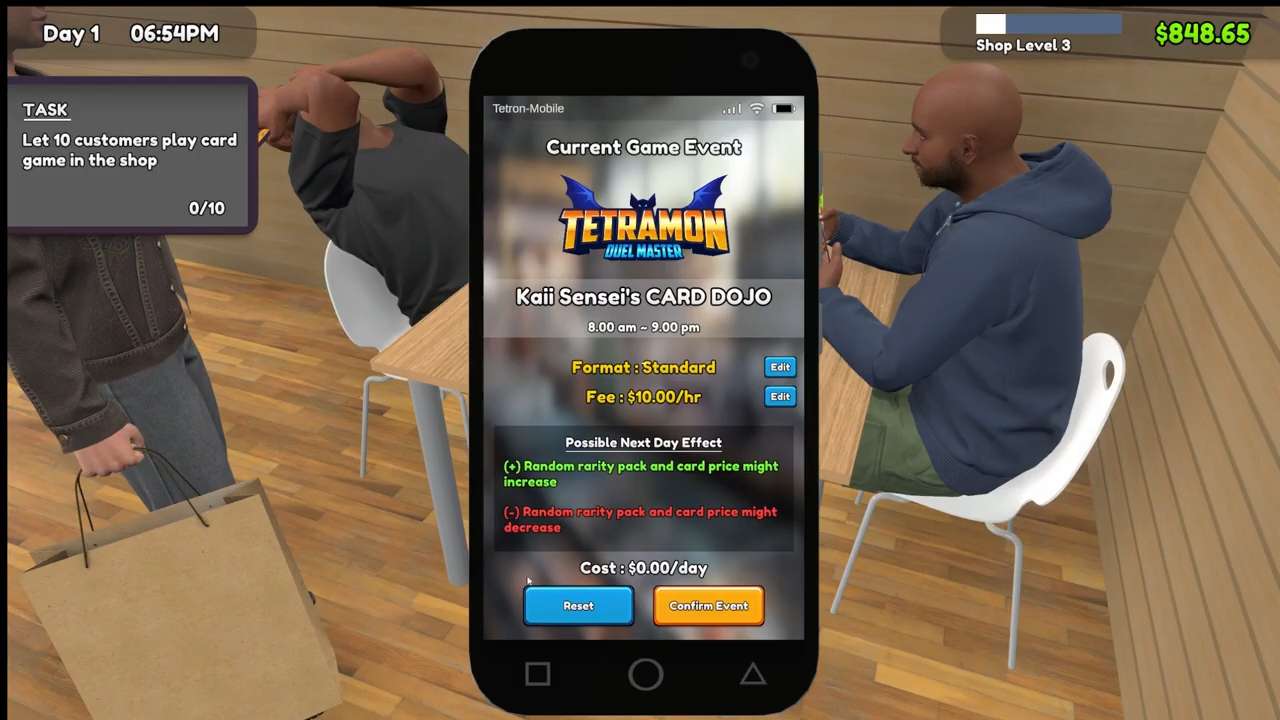 Day 1 06:54PM
Shop Level 3
$848.65
TASK
Let 10 customers play card
game in the shop
0/10
Tetron-Mobile
Current Game Event
TETRAMON
DUEL MASTER
Kaii Sensei's CARD DOJO
8.00 am ~ 9.00 pm
Format : Standard Edit
Fee : $10.00/hr Edit
Possible Next Day Effect
(+) Random rarity pack and card price might
increase
(-) Random rarity pack and card price might
decrease
Cost : $0.00/day
Reset Confirm Event